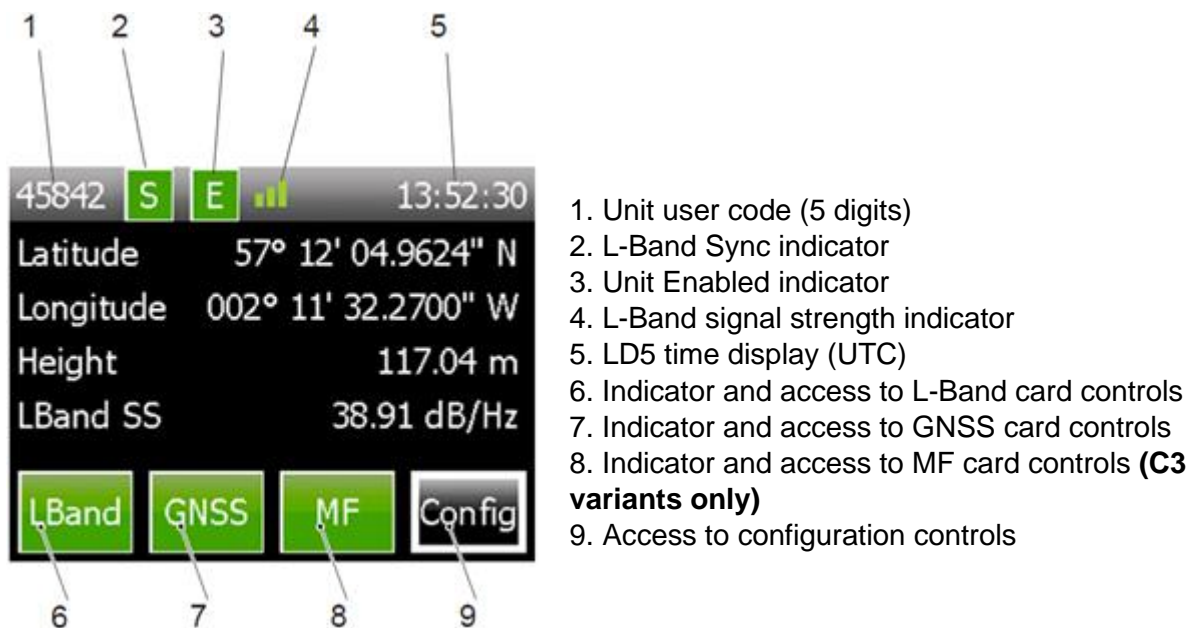 1 2 3 4 5
45842 S E 13:52:30
Latitude 57° 12' 04.9624" N
Longitude 002° 11' 32.2700" W
Height 117.04 m
LBand SS 38.91 dB/Hz
LBand GNSS MF Config
6 7 8 9
1. Unit user code (5 digits)
2. L-Band Sync indicator
3. Unit Enabled indicator
4. L-Band signal strength indicator
5. LD5 time display (UTC)
6. Indicator and access to L-Band card controls
7. Indicator and access to GNSS card controls
8. Indicator and access to MF card controls (C3
variants only)
9. Access to configuration controls